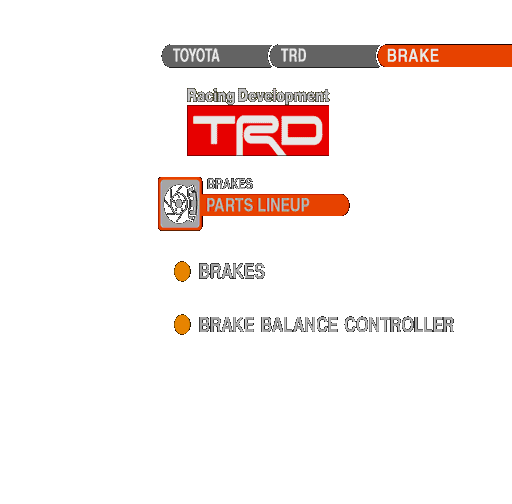 TOYOTA TRD BRAKE
Racing Development
TRD
BRAKES
PARTS LINEUP
BRAKES
BRAKE BALANCE CONTROLLER